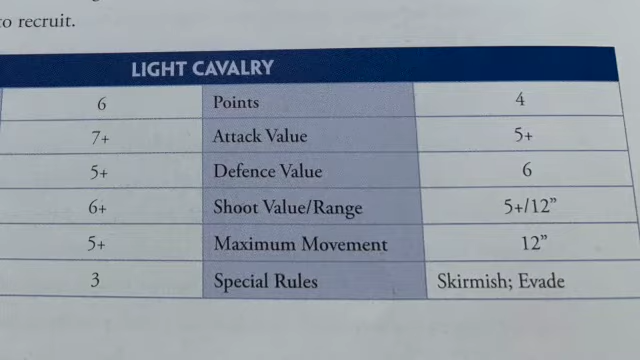 to recruit.
LIGHT CAVALRY
6 Points 4
7+ Attack Value 5+
5+ Defence Value 6
6+ Shoot Value/Range 5+/12”
5+ Maximum Movement 12”
3 Special Rules Skirmish; Evade